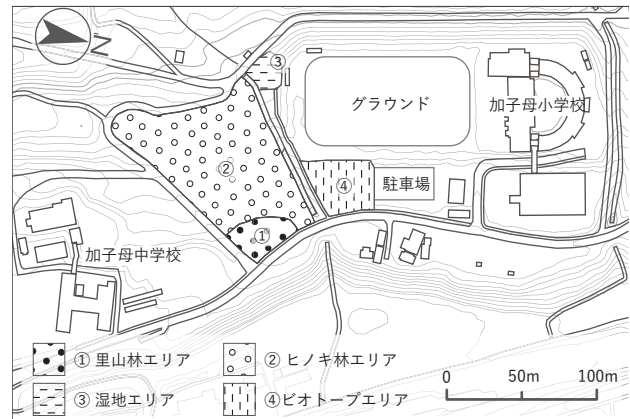 N
③
グラウンド
加子母小学校
②
④
駐車場
①
加子母中学校
① 里山林エリア
② ヒノキ林エリア
③ 湿地エリア
④ビオトープエリア
0 50m 100m